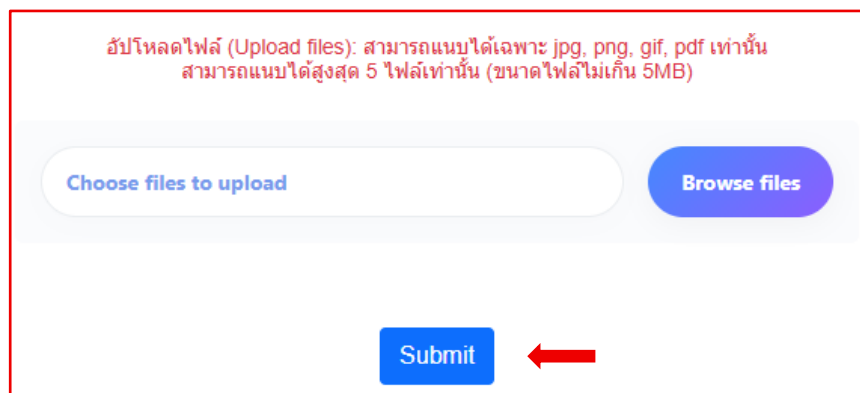 อัปโหลดไฟล์ (Upload files): สามารถแนบได้เฉพาะ jpg, png, gif, pdf เท่านั้น
สามารถแนบได้สูงสุด 5 ไฟล์เท่านั้น (ขนาดไฟล์ไม่เกิน 5MB)
Choose files to upload
Browse files
Submit